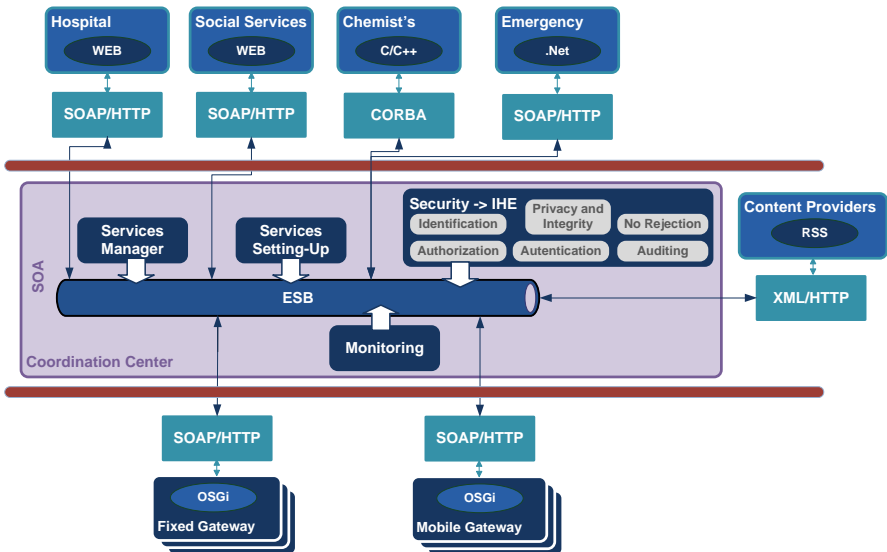 Hospital
WEB
SOAP/HTTP
Social Services
WEB
SOAP/HTTP
Chemist's
C/C++
CORBA
Emergency
.Net
SOAP/HTTP
SOA
Services
Manager
Services
Setting-Up
Security -> IHE
Identification
Privacy and
Integrity
No Rejection
Authorization
Autentication
Auditing
Content Providers
RSS
XML/HTTP
ESB
Monitoring
Coordination Center
SOAP/HTTP
OSGi
Fixed Gateway
SOAP/HTTP
OSGi
Mobile Gateway